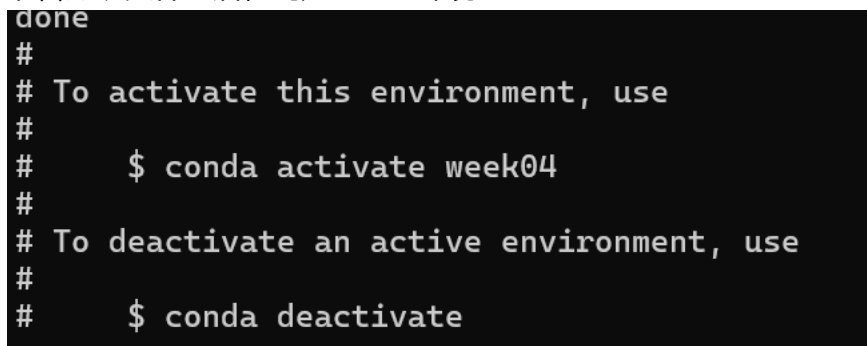 done
#
# To activate this environment, use
#
#     $ conda activate week04
#
# To deactivate an active environment, use
#
#     $ conda deactivate